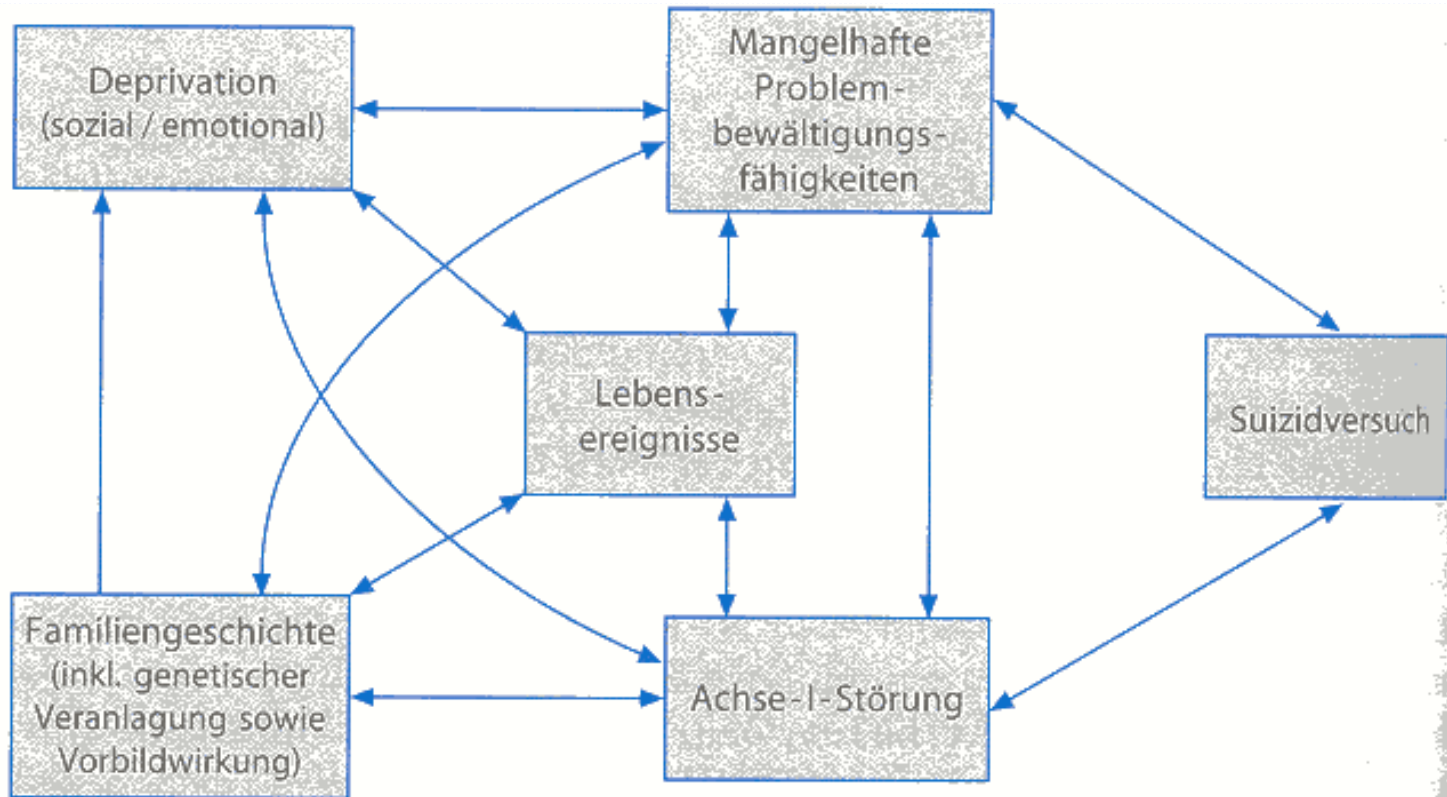 Deprivation
(sozial / emotional)
Mangelhafte
Problem-
bewältigungs-
fähigkeiten
Lebens-
ereignisse
Suizidversuch
Familiengeschichte
(inkl. genetischer
Veranlagung sowie
Vorbildwirkung)
Achse-I-Störung